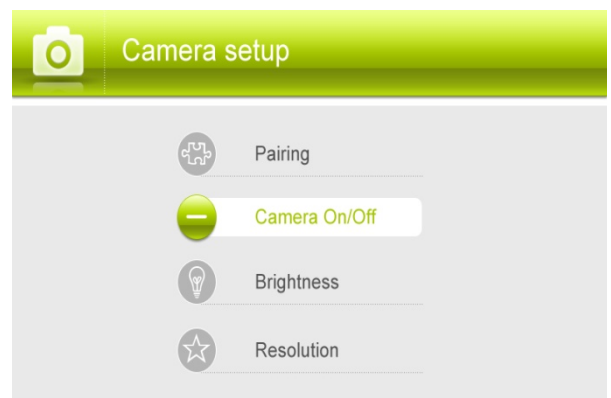 Camera setup
Pairing
Camera On/Off
Brightness
Resolution